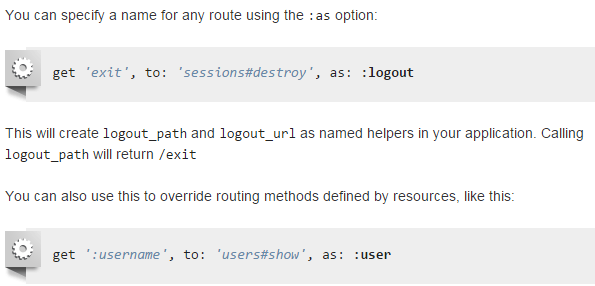 You can specify a name for any route using the :as option:
get 'exit', to: 'sessions#destroy', as: :logout
This will create logout_path and logout_url as named helpers in your application. Calling
logout_path will return /exit
You can also use this to override routing methods defined by resources, like this:
get ':username', to: 'users#show', as: :user